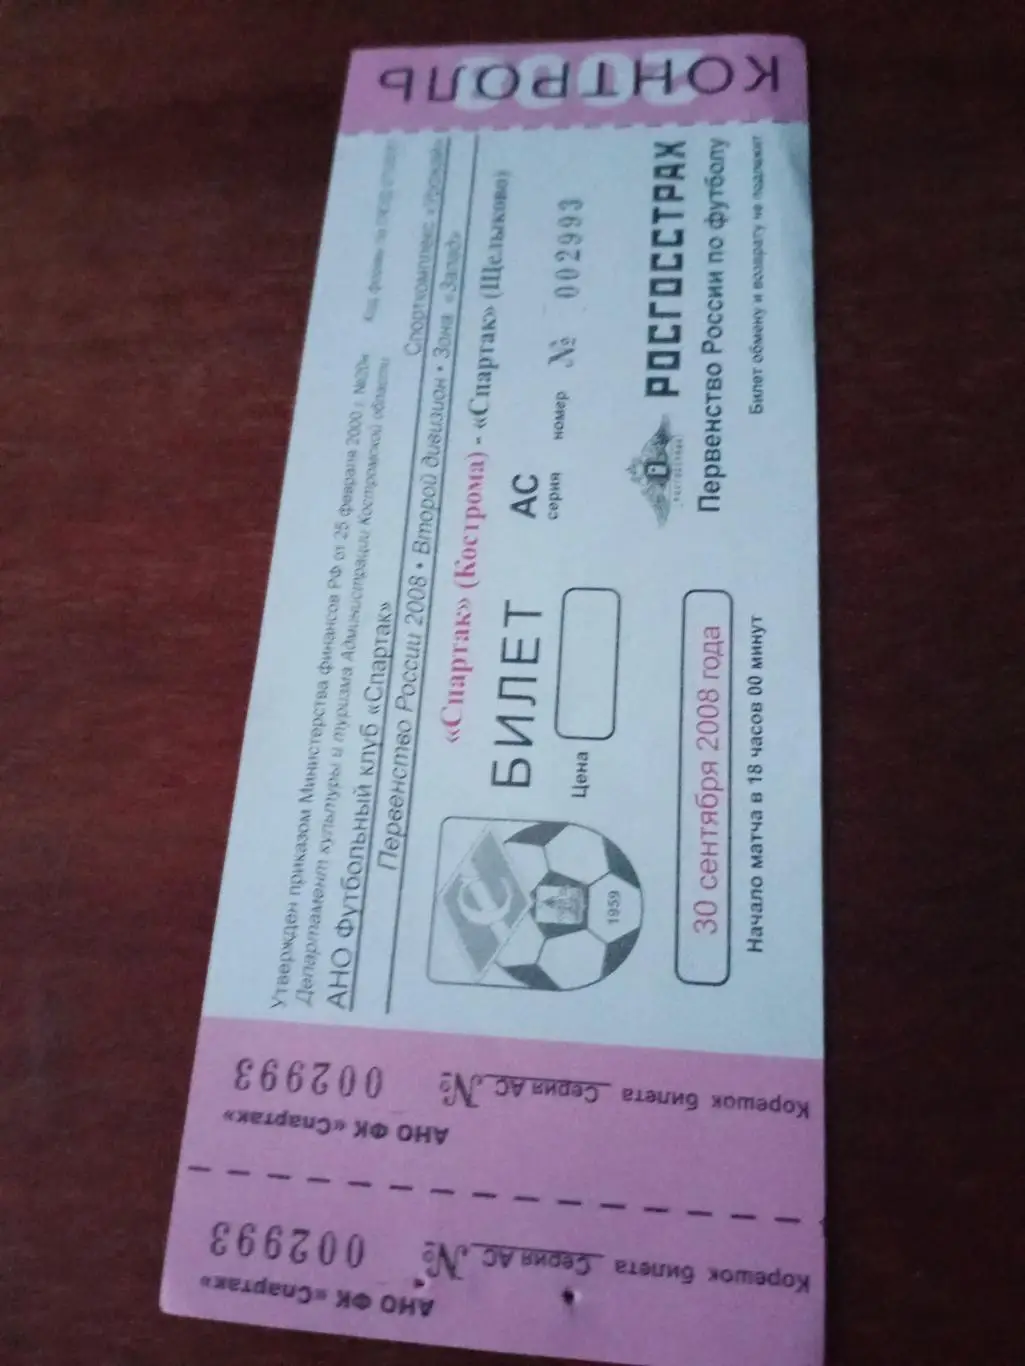 Утвержден приказом Министерства финансов РФ от 25 февраля 2000 г. №20н
Департамент культуры и туризма Администрации Костромской области
АНО Футбольный клуб «Спартак»
Спорткомплекс «Урожай»
Первенство России 2008 • Второй дивизион • Зона «Запад»
«Спартак» (Кострома) - «Спартак» (Щелыково)
БИЛЕТ АС № 002993
серия номер
Цена
1959
РОСГОССТРАХ
РОСГОССТРАХ
Первенство России по футболу
30 сентября 2008 года
Начало матча в 18 часов 00 минут
Билет обмену и возврату не подлежит
КОНТРОЛЬ
Корешок билета Серия АС № 002993
АНО ФК «Спартак»
Корешок билета Серия АС № 002993
АНО ФК «Спартак»